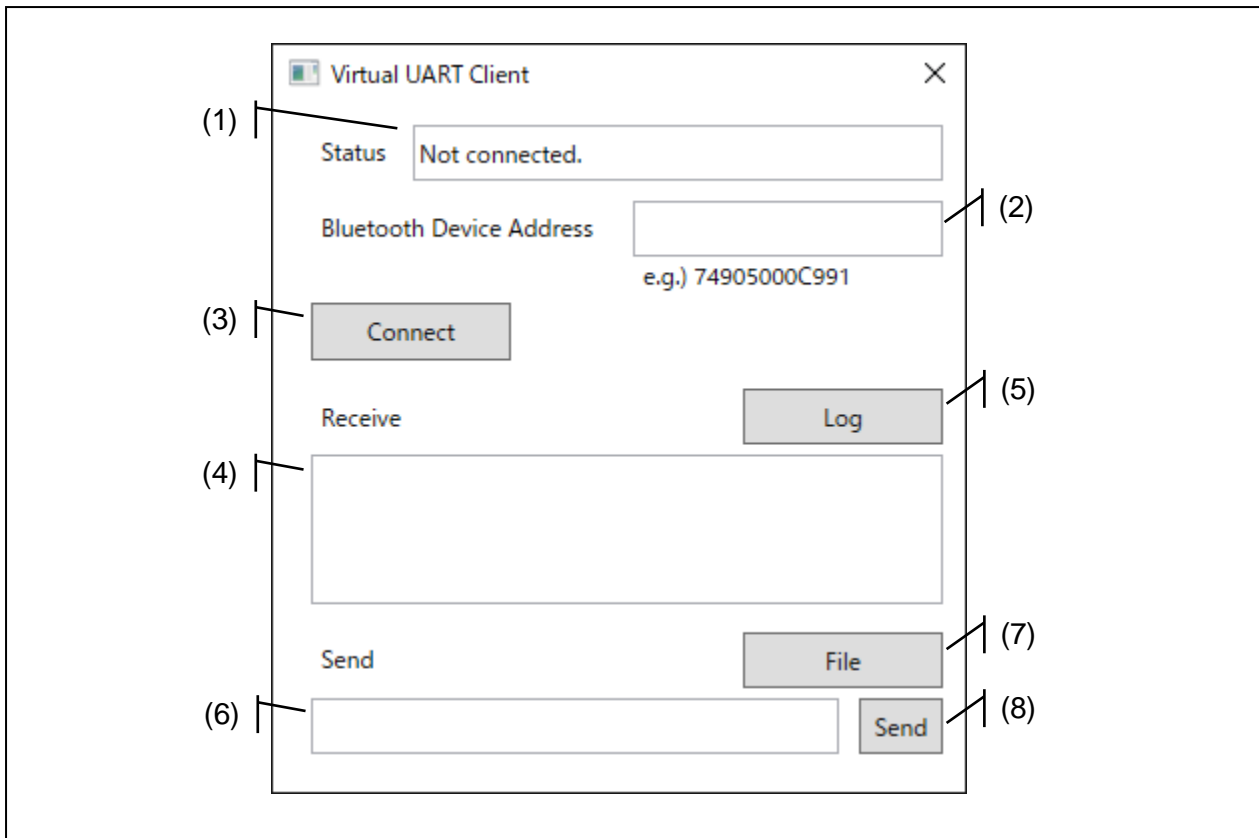 Virtual UART Client
(1)
Status Not connected.
(2)
Bluetooth Device Address
e.g.) 74905000C991
(3)
Connect
(5)
Receive Log
(4)
(7)
Send File
(6)
Send (8)